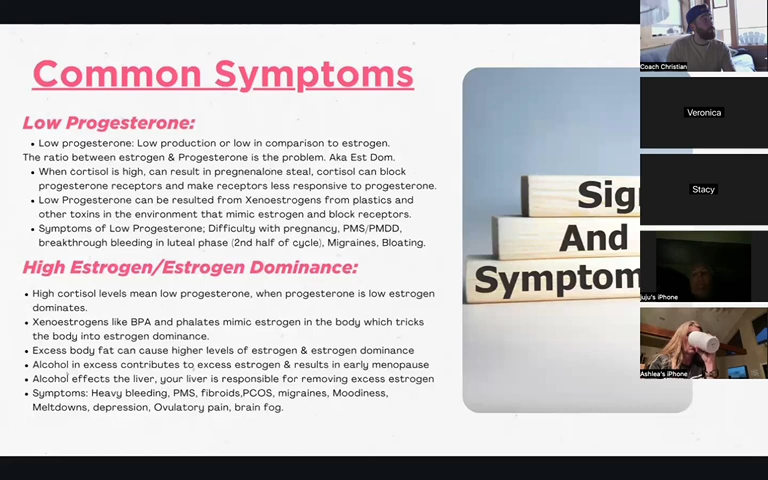 Common Symptoms
Low Progesterone:
• Low progesterone: Low production or low in comparison to estrogen.
The ratio between estrogen & Progesterone is the problem. Aka Est Dom.
• When cortisol is high, can result in pregnenalone steal, cortisol can block
progesterone receptors and make receptors less responsive to progesterone.
• Low Progesterone can be resulted from Xenoestrogens from plastics and
other toxins in the environment that mimic estrogen and block receptors.
• Symptoms of Low Progesterone; Difficulty with pregnancy, PMS/PMDD,
breakthrough bleeding in luteal phase (2nd half of cycle), Migraines, Bloating.
High Estrogen/Estrogen Dominance:
• High cortisol levels mean low progesterone, when progesterone is low estrogen
dominates.
• Xenoestrogens like BPA and phalates mimic estrogen in the body which tricks
the body into estrogen dominance.
• Excess body fat can cause higher levels of estrogen & estrogen dominance
• Alcohol in excess contributes to excess estrogen & results in early menopause
• Alcohol effects the liver, your liver is responsible for removing excess estrogen
• Symptoms: Heavy bleeding, PMS, fibroids,PCOS, migraines, Moodiness,
Meltdowns, depression, Ovulatory pain, brain fog.
Sig
And
Symptom
Coach Christian
Veronica
Stacy
juju's iPhone
Ashlea's iPhone